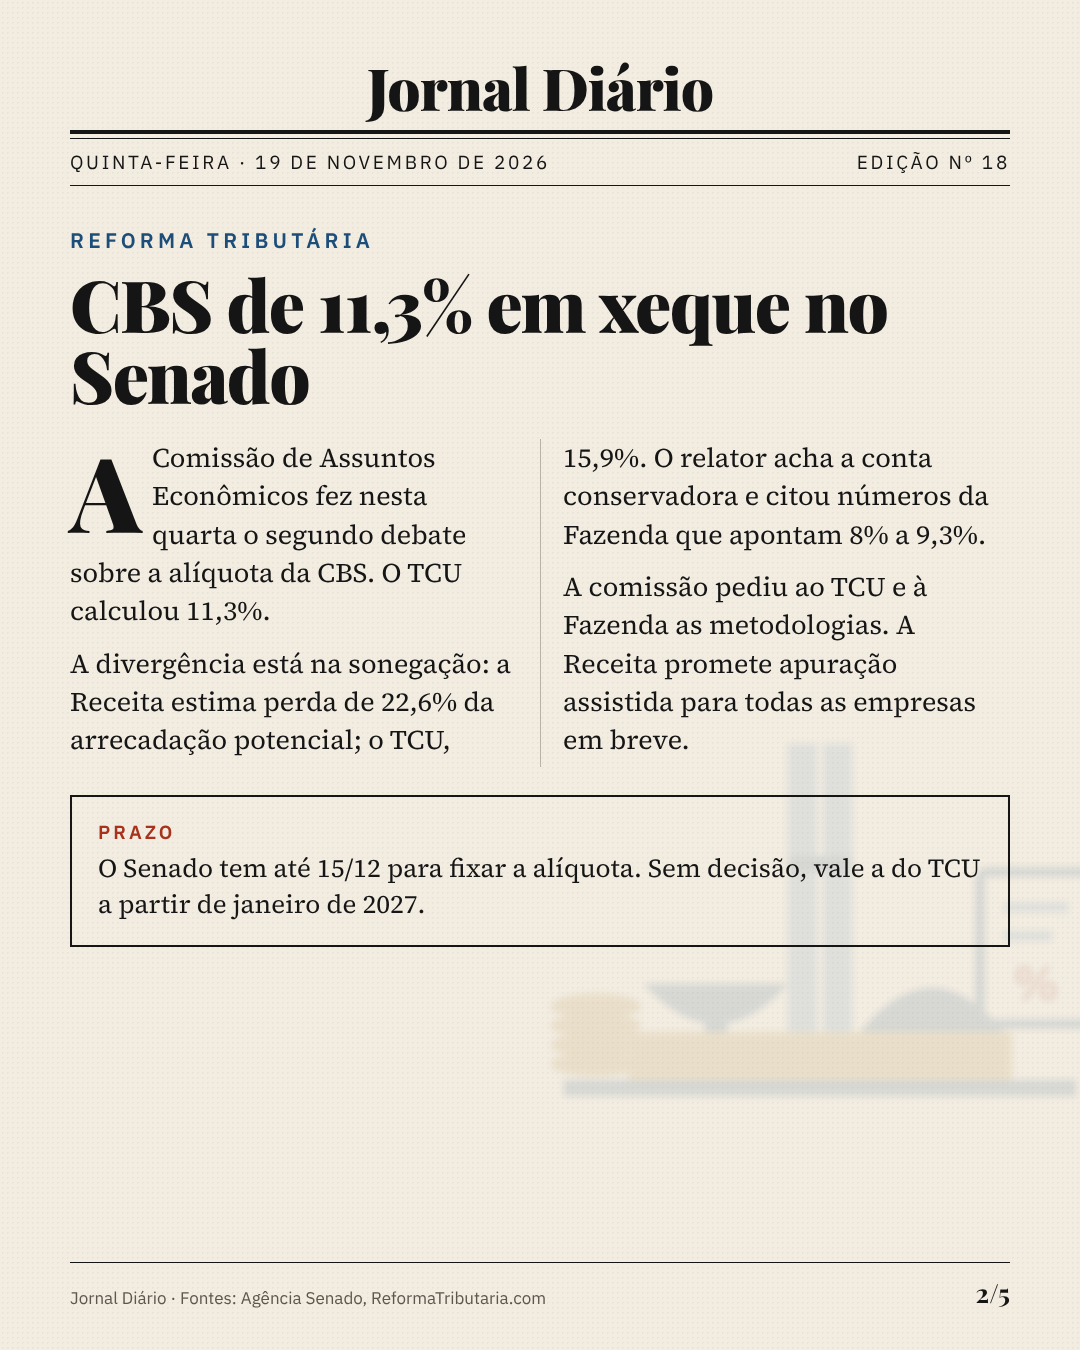 Jornal Diário
QUINTA-FEIRA · 19 DE NOVEMBRO DE 2026
EDIÇÃO Nº 18
REFORMA TRIBUTÁRIA
CBS de 11,3% em xeque no
Senado
A Comissão de Assuntos
Econômicos fez nesta
quarta o segundo debate
sobre a alíquota da CBS. O TCU
calculou 11,3%.
A divergência está na sonegação: a
Receita estima perda de 22,6% da
arrecadação potencial; o TCU,
15,9%. O relator acha a conta
conservadora e citou números da
Fazenda que apontam 8% a 9,3%.
A comissão pediu ao TCU e à
Fazenda as metodologias. A
Receita promete apuração
assistida para todas as empresas
em breve.
PRAZO
O Senado tem até 15/12 para fixar a alíquota. Sem decisão, vale a do TCU
a partir de janeiro de 2027.
%
Jornal Diário · Fontes: Agência Senado, ReformaTributaria.com
2/5